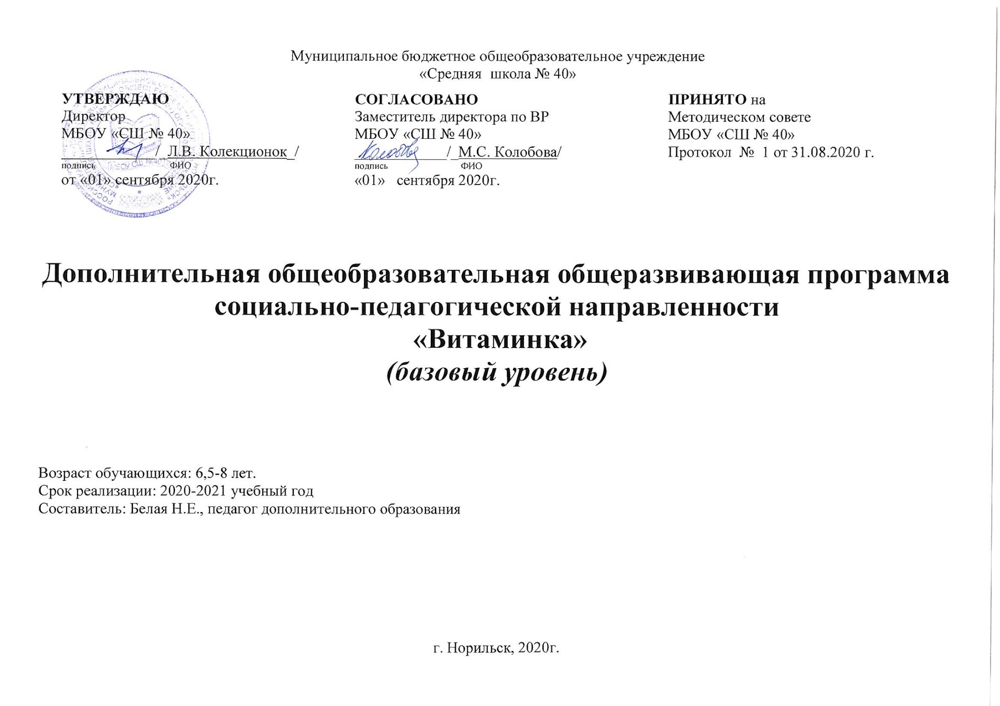 Муниципальное бюджетное общеобразовательное учреждение
«Средняя школа № 40»
УТВЕРЖДАЮ
Директор
МБОУ «СШ № 40»
/ Л.В. Колекционок /
подпись ФИО
от «01» сентября 2020г.
СОГЛАСОВАНО
Заместитель директора по ВР
МБОУ «СШ № 40»
/ М.С. Колобова/
подпись ФИО
«01» сентября 2020г.
ПРИНЯТО на
Методическом совете
МБОУ «СШ № 40»
Протокол № 1 от 31.08.2020 г.
Дополнительная общеобразовательная общеразвивающая программа
социально-педагогической направленности
«Витаминка»
(базовый уровень)
Возраст обучающихся: 6,5-8 лет.
Срок реализации: 2020-2021 учебный год
Составитель: Белая Н.Е., педагог дополнительного образования
г. Норильск, 2020г.